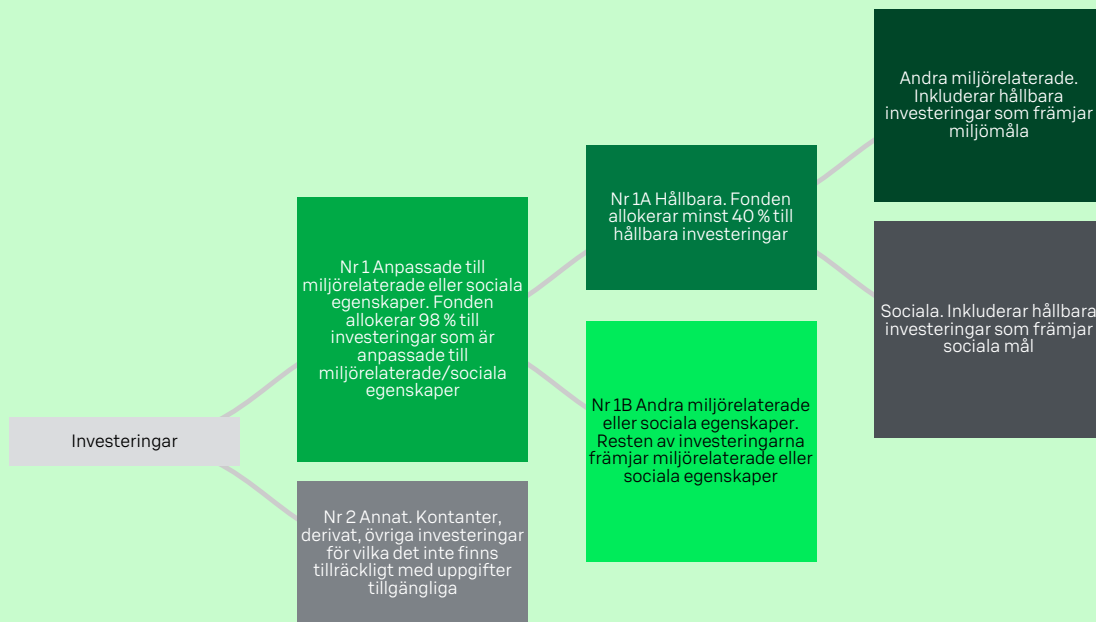 Investeringar
Nr 1 Anpassade till
miljörelaterade eller sociala
egenskaper. Fonden
allokerar 98 % till
investeringar som är
anpassade till
miljörelaterade/sociala
egenskaper
Nr 2 Annat. Kontanter,
derivat, övriga investeringar
för vilka det inte finns
tillräckligt med uppgifter
tillgängliga
Nr 1A Hållbara. Fonden
allokerar minst 40 % till
hållbara investeringar
Nr 1B Andra miljörelaterade
eller sociala egenskaper.
Resten av investeringarna
främjar miljörelaterade eller
sociala egenskaper
Andra miljörelaterade.
Inkluderar hållbara
investeringar som främjar
miljömåla
Sociala. Inkluderar hållbara
investeringar som främjar
sociala mål